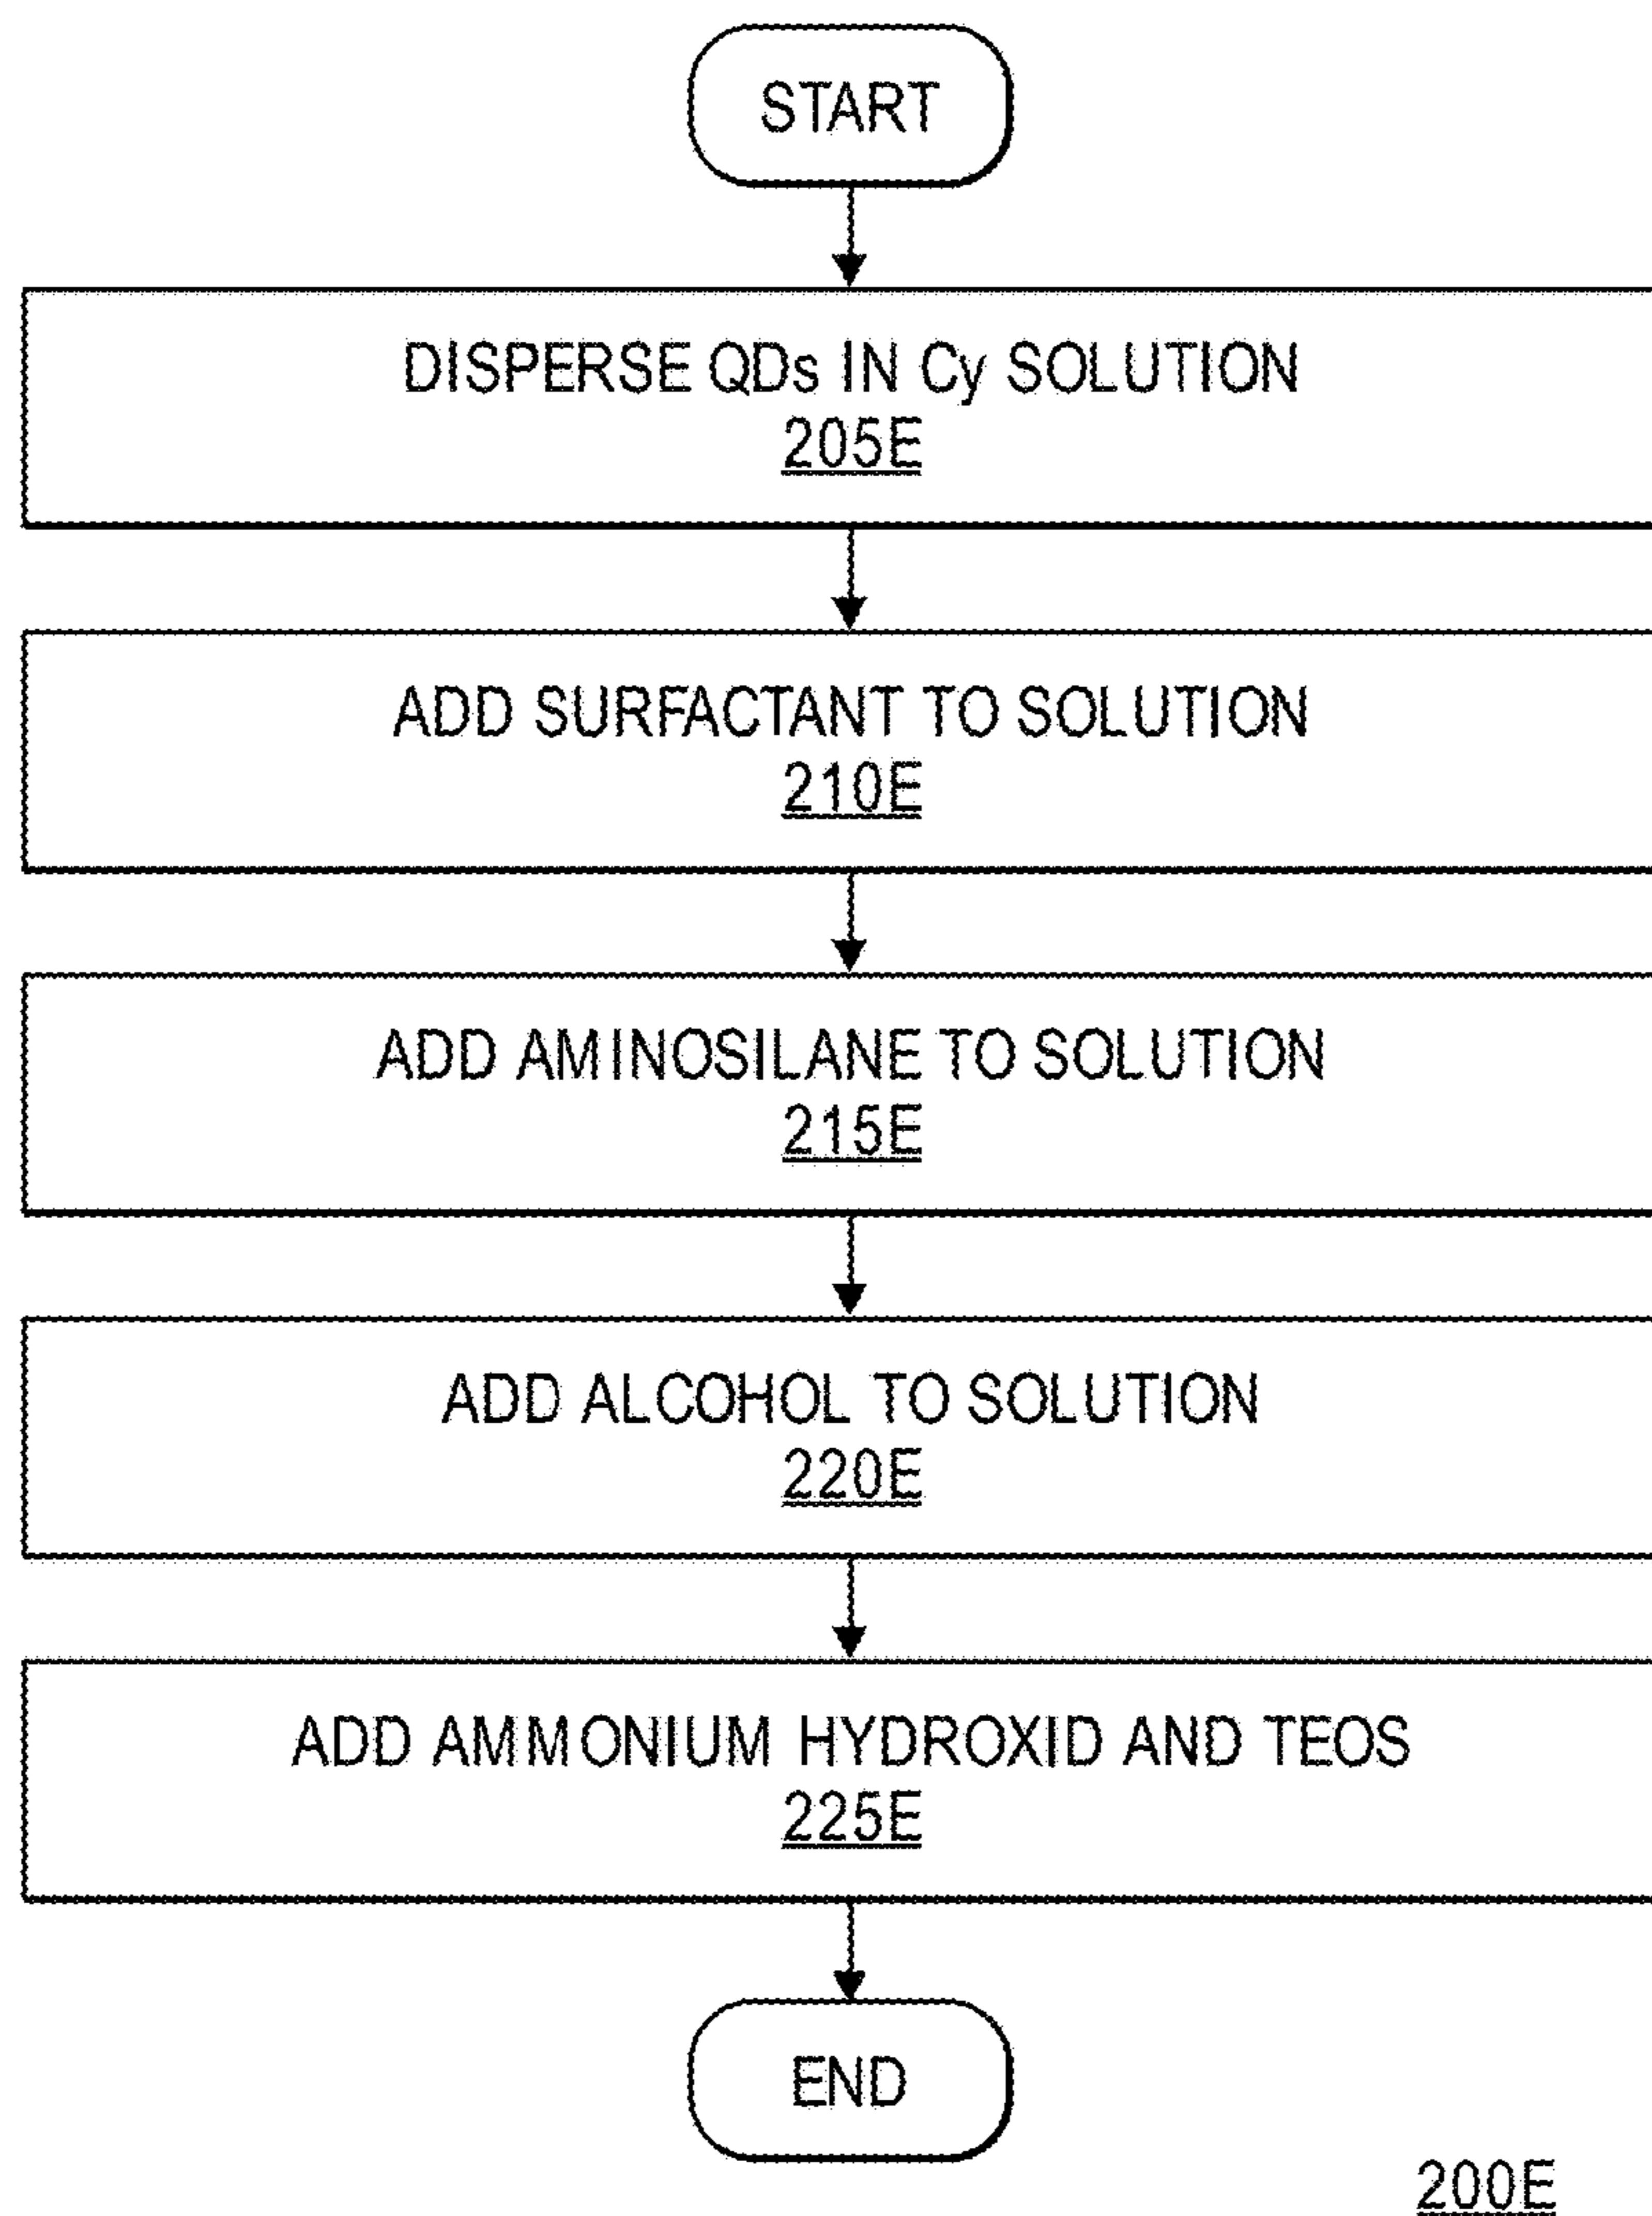 START
DISPERSE QDs IN Cy SOLUTION
205E
ADD SURFACTANT TO SOLUTION
210E
ADD AMINOSILANE TO SOLUTION
215E
ADD ALCOHOL TO SOLUTION
220E
ADD AMMONIUM HYDROXID AND TEOS
225E
END
200E